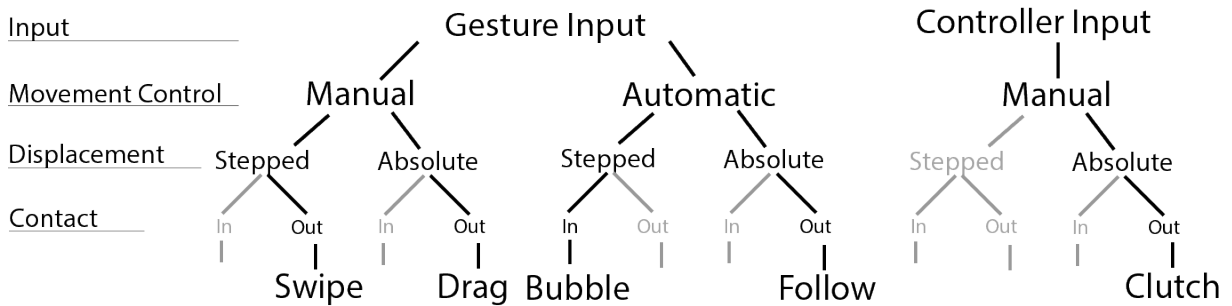 Input Gesture Input Controller Input
Movement Control Manual Automatic Manual
Displacement Stepped Absolute Stepped Absolute Stepped Absolute
Contact In Out In Out In Out In Out In Out In Out
Swipe Drag Bubble Follow Clutch